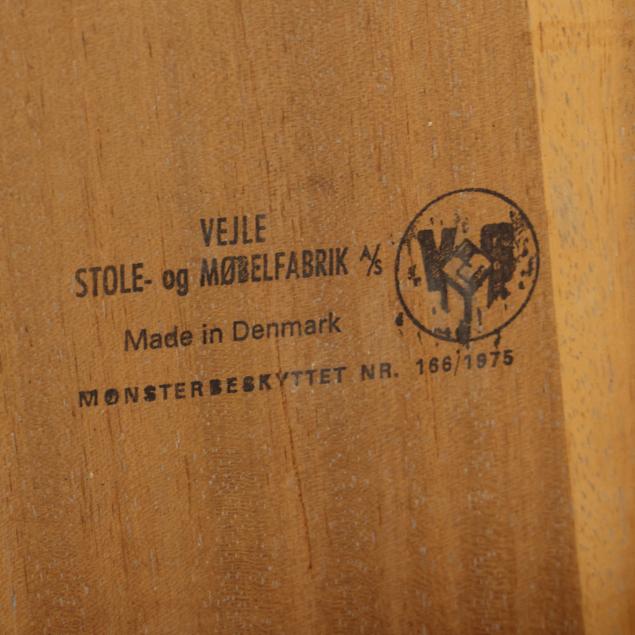 VEJLE
STOLE- og MØBELFABRIK A/S
Made in Denmark
MØNSTERBESKYTTET NR. 166/1975